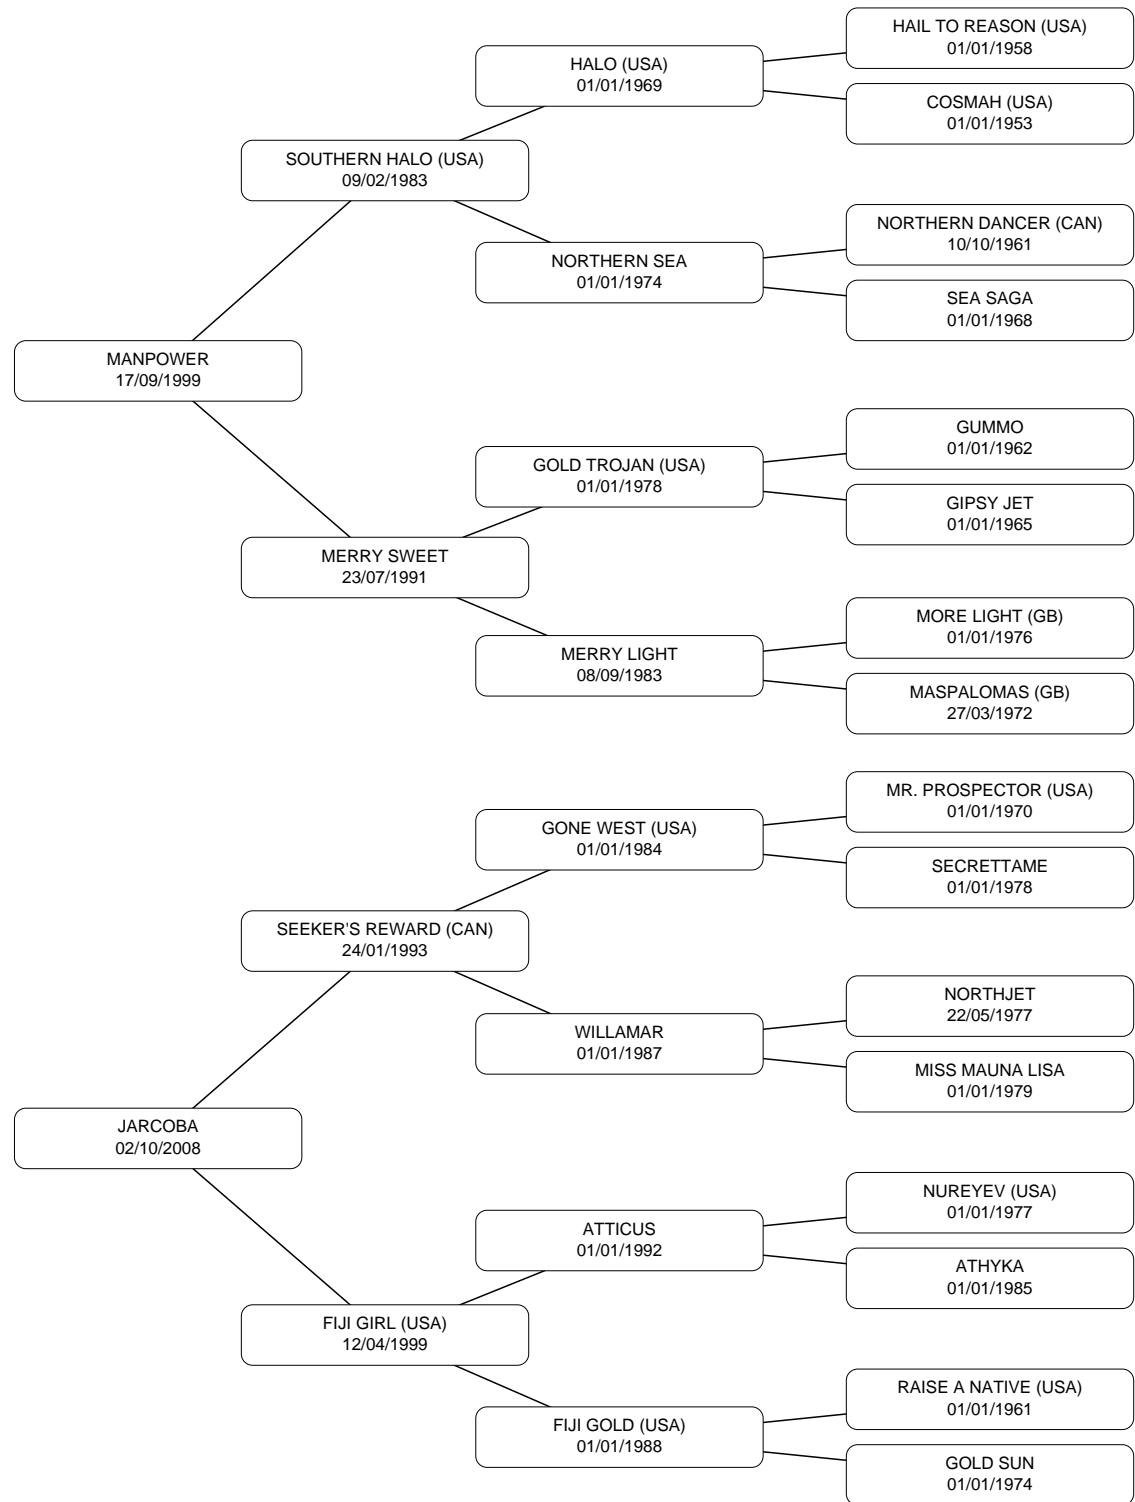 HAIL TO REASON (USA)
01/01/1958
HALO (USA)
01/01/1969
COSMAH (USA)
01/01/1953
SOUTHERN HALO (USA)
09/02/1983
NORTHERN DANCER (CAN)
10/10/1961
NORTHERN SEA
01/01/1974
SEA SAGA
01/01/1968
MANPOWER
17/09/1999
GUMMO
01/01/1962
GOLD TROJAN (USA)
01/01/1978
GIPSY JET
01/01/1965
MERRY SWEET
23/07/1991
MORE LIGHT (GB)
01/01/1976
MERRY LIGHT
08/09/1983
MASPALOMAS (GB)
27/03/1972
MR. PROSPECTOR (USA)
01/01/1970
GONE WEST (USA)
01/01/1984
SECRETTAME
01/01/1978
SEEKER'S REWARD (CAN)
24/01/1993
NORTHJET
22/05/1977
WILLAMAR
01/01/1987
MISS MAUNA LISA
01/01/1979
JARCOBA
02/10/2008
NUREYEV (USA)
01/01/1977
ATTICUS
01/01/1992
ATHYKA
01/01/1985
FIJI GIRL (USA)
12/04/1999
RAISE A NATIVE (USA)
01/01/1961
FIJI GOLD (USA)
01/01/1988
GOLD SUN
01/01/1974